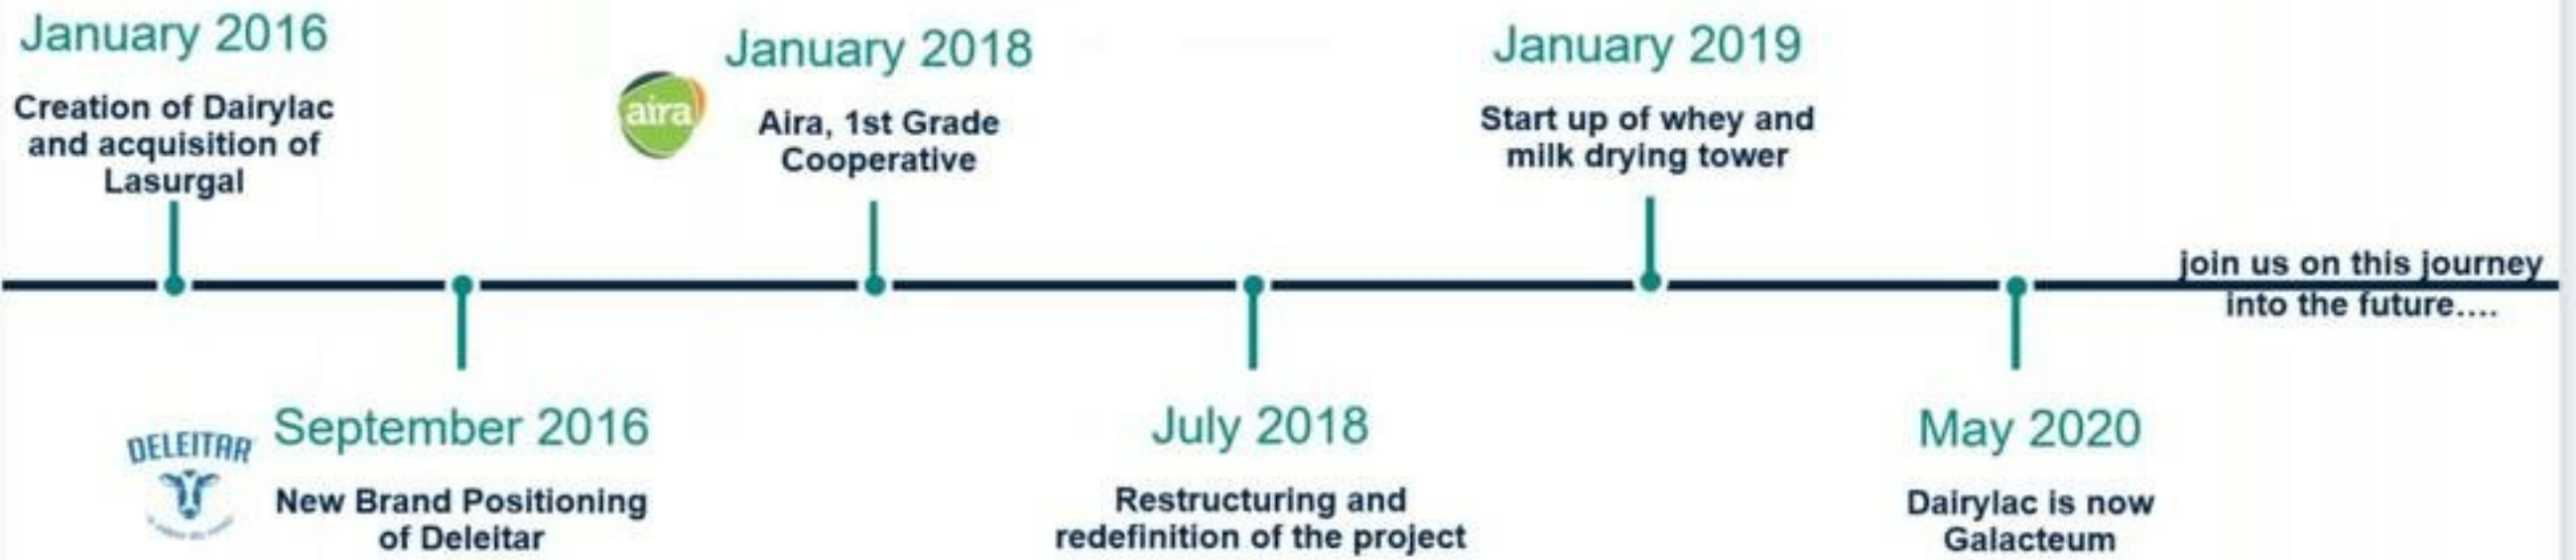 January 2016
Creation of Dairylac
and acquisition of
Lasurgal
DELEITAR
September 2016
New Brand Positioning
of Deleitar
aira
January 2018
Aira, 1st Grade
Cooperative
July 2018
Restructuring and
redefinition of the project
January 2019
Start up of whey and
milk drying tower
May 2020
Dairylac is now
Galacteum
join us on this journey
into the future....